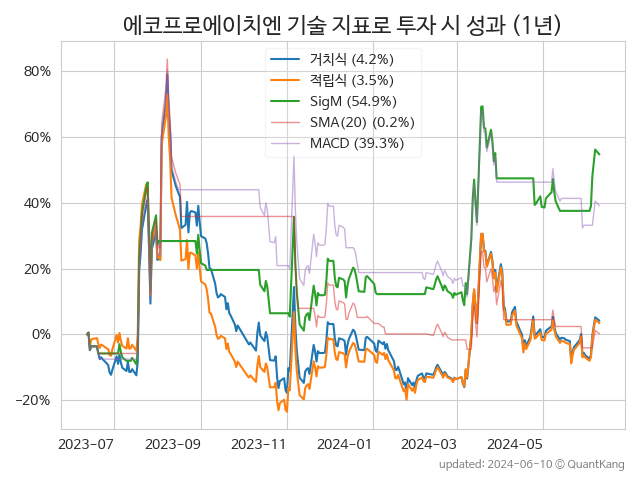 에코프로에이치엔 기술 지표로 투자 시 성과 (1년)
거치식 (4.2%)
적립식 (3.5%)
SigM (54.9%)
SMA(20) (0.2%)
MACD (39.3%)
80%
60%
40%
20%
0%
−20%
2023-07 2023-09 2023-11 2024-01 2024-03 2024-05
updated: 2024-06-10 © QuantKang